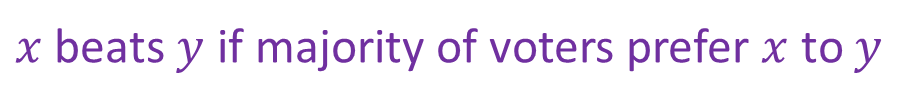 𝑥 beats 𝑦 if majority of voters prefer 𝑥 to 𝑦